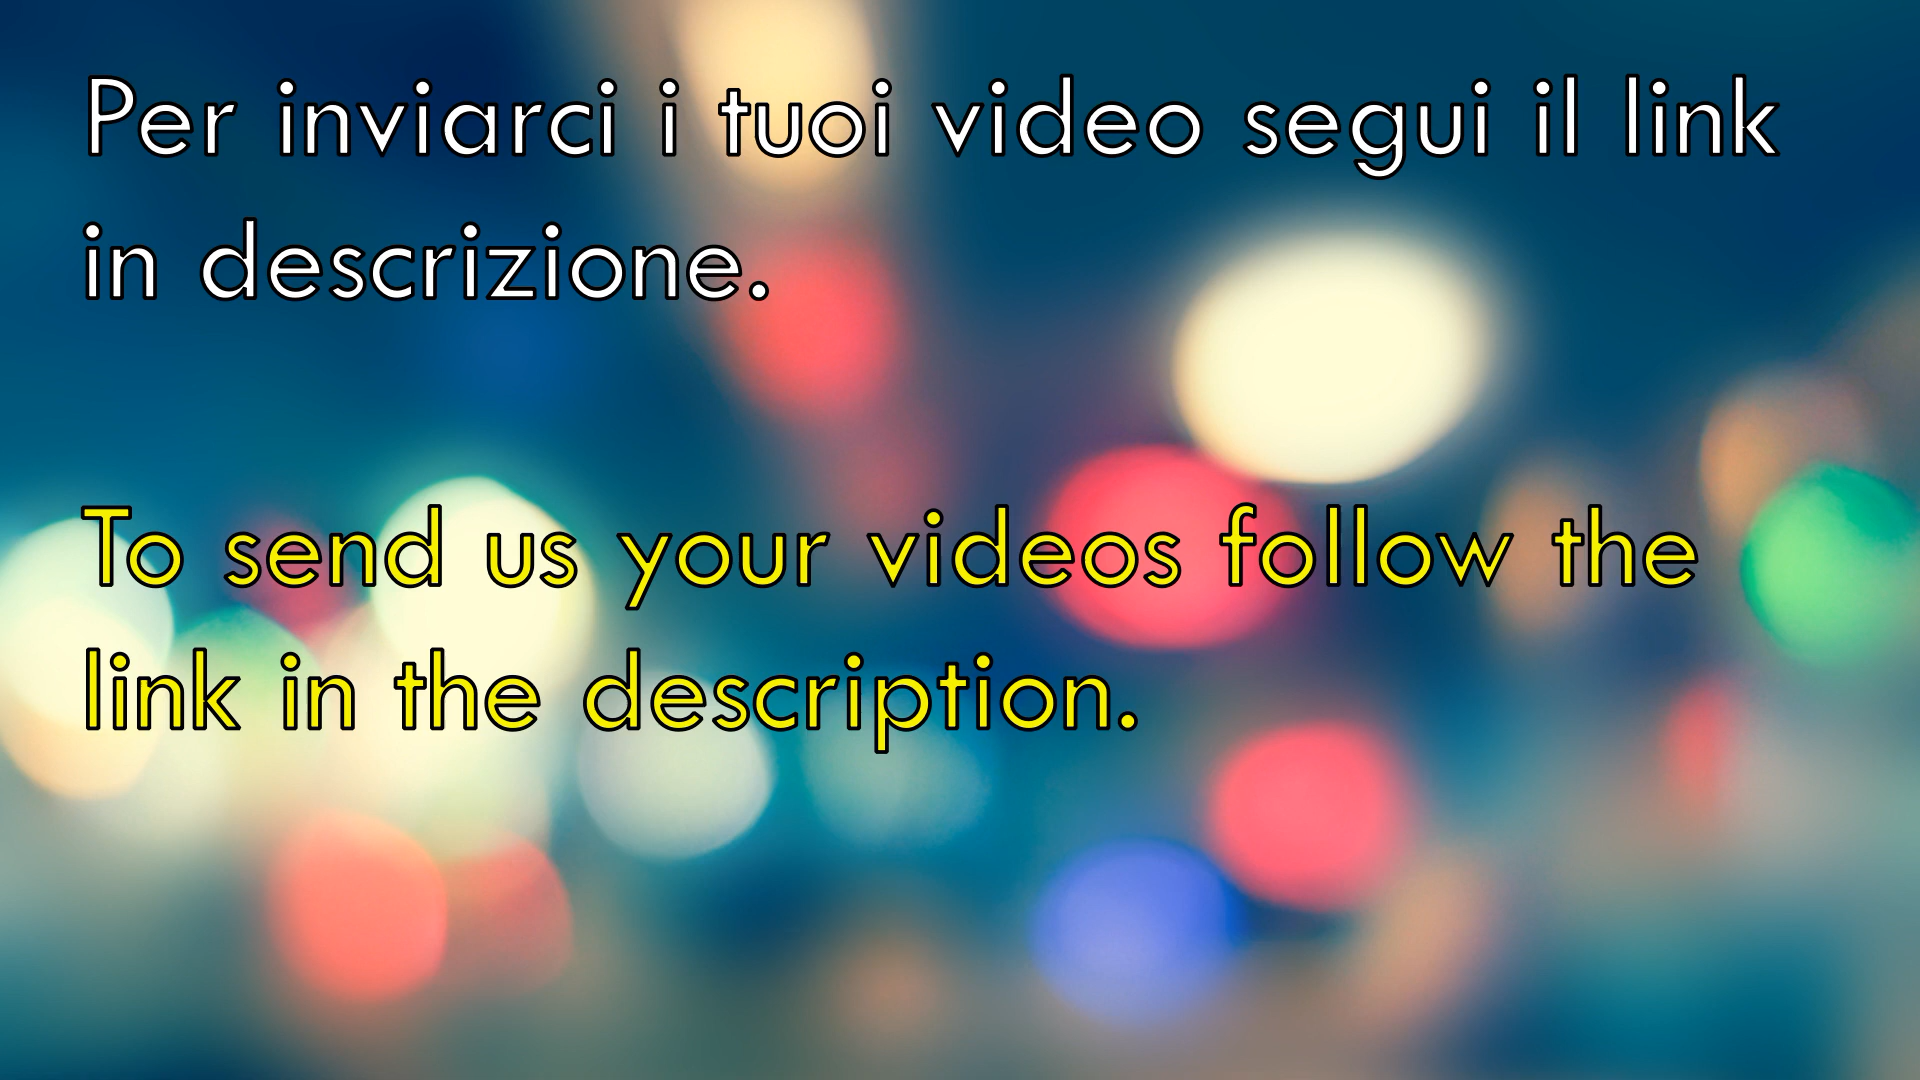 Per inviarci i tuoi video segui il link
in descrizione.
To send us your videos follow the
link in the description.